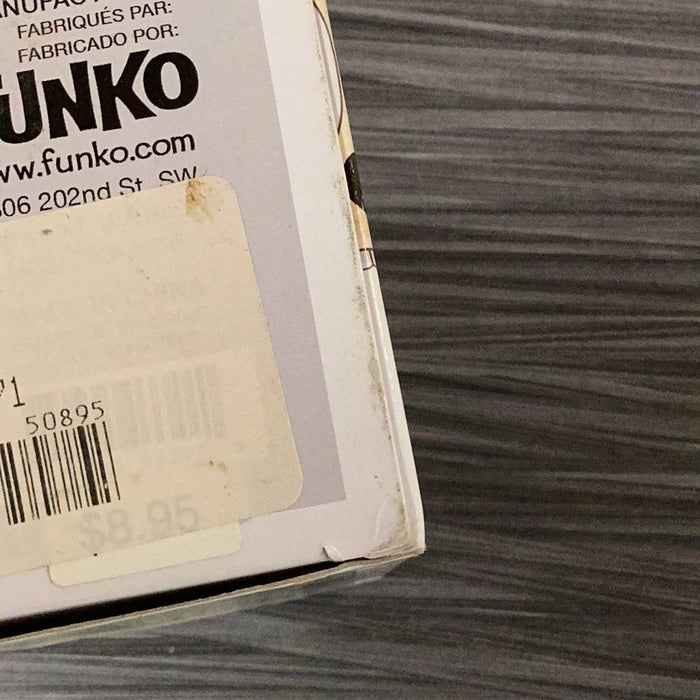 FABRIQUÉS PAR:
FABRICADO POR:
FUNKO
www.funko.com
202nd St. SW
50895
$8.95